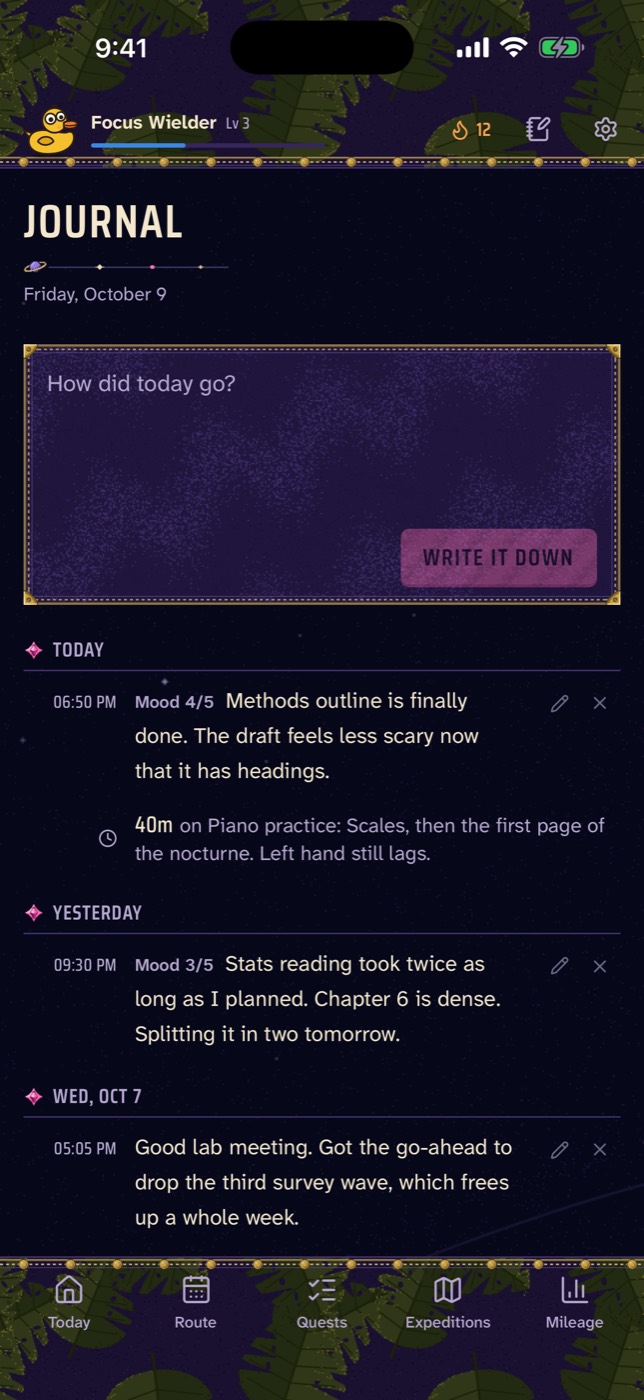 9:41
Focus Wielder Lv 3
12
JOURNAL
Friday, October 9
How did today go?
WRITE IT DOWN
TODAY
06:50 PM Mood 4/5 Methods outline is finally
done. The draft feels less scary now
that it has headings.
40m on Piano practice: Scales, then the first page of
the nocturne. Left hand still lags.
YESTERDAY
09:30 PM Mood 3/5 Stats reading took twice as
long as I planned. Chapter 6 is dense.
Splitting it in two tomorrow.
WED, OCT 7
05:05 PM Good lab meeting. Got the go-ahead to
drop the third survey wave, which frees
up a whole week.
Today Route Quests Expeditions Mileage